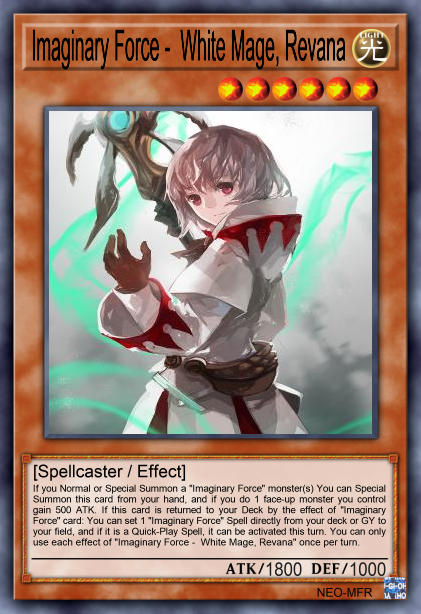 Imaginary Force -  White Mage, Revana
LIGHT
光
[Spellcaster / Effect]
If you Normal or Special Summon a "Imaginary Force" monster(s) You can Special
Summon this card from your hand, and if you do 1 face-up monster you control
gain 500 ATK. If this card is returned to your Deck by the effect of "Imaginary
Force" card: You can set 1 "Imaginary Force" Spell directly from your deck or GY to
your field, and if it is a Quick-Play Spell, it can be activated this turn. You can only
use each effect of "Imaginary Force -  White Mage, Revana" once per turn.
ATK/1800 DEF/1000
NEO-MFR